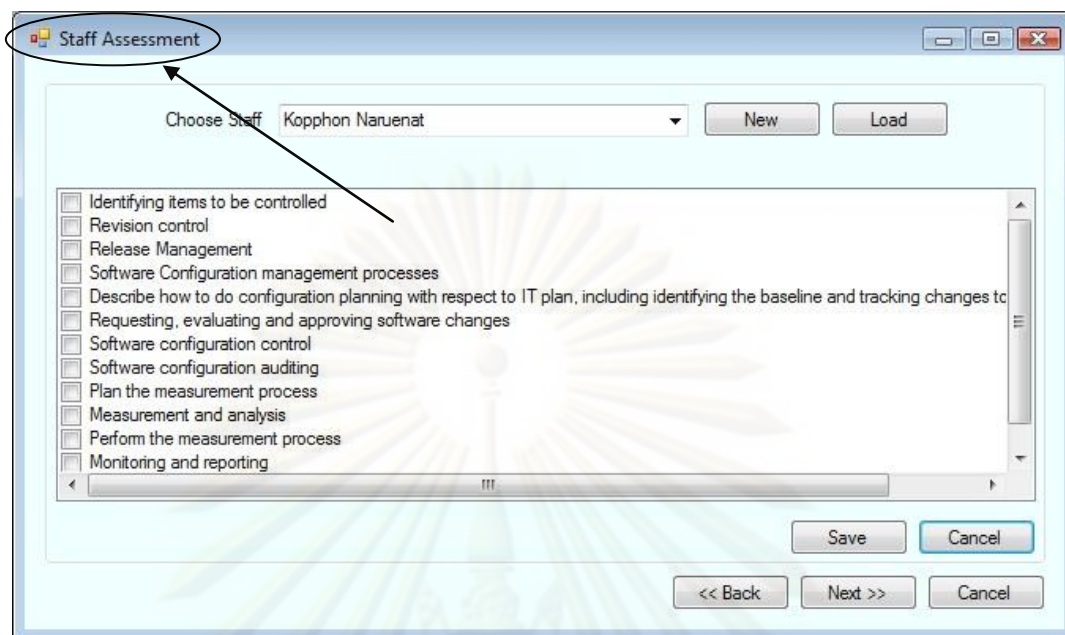 Staff Assessment
Choose Staff Kopphon Naruenat New Load
Identifying items to be controlled
Revision control
Release Management
Software Configuration management processes
Describe how to do configuration planning with respect to IT plan, including identifying the baseline and tracking changes to
Requesting, evaluating and approving software changes
Software configuration control
Software configuration auditing
Plan the measurement process
Measurement and analysis
Perform the measurement process
Monitoring and reporting
Save Cancel
<< Back Next >> Cancel